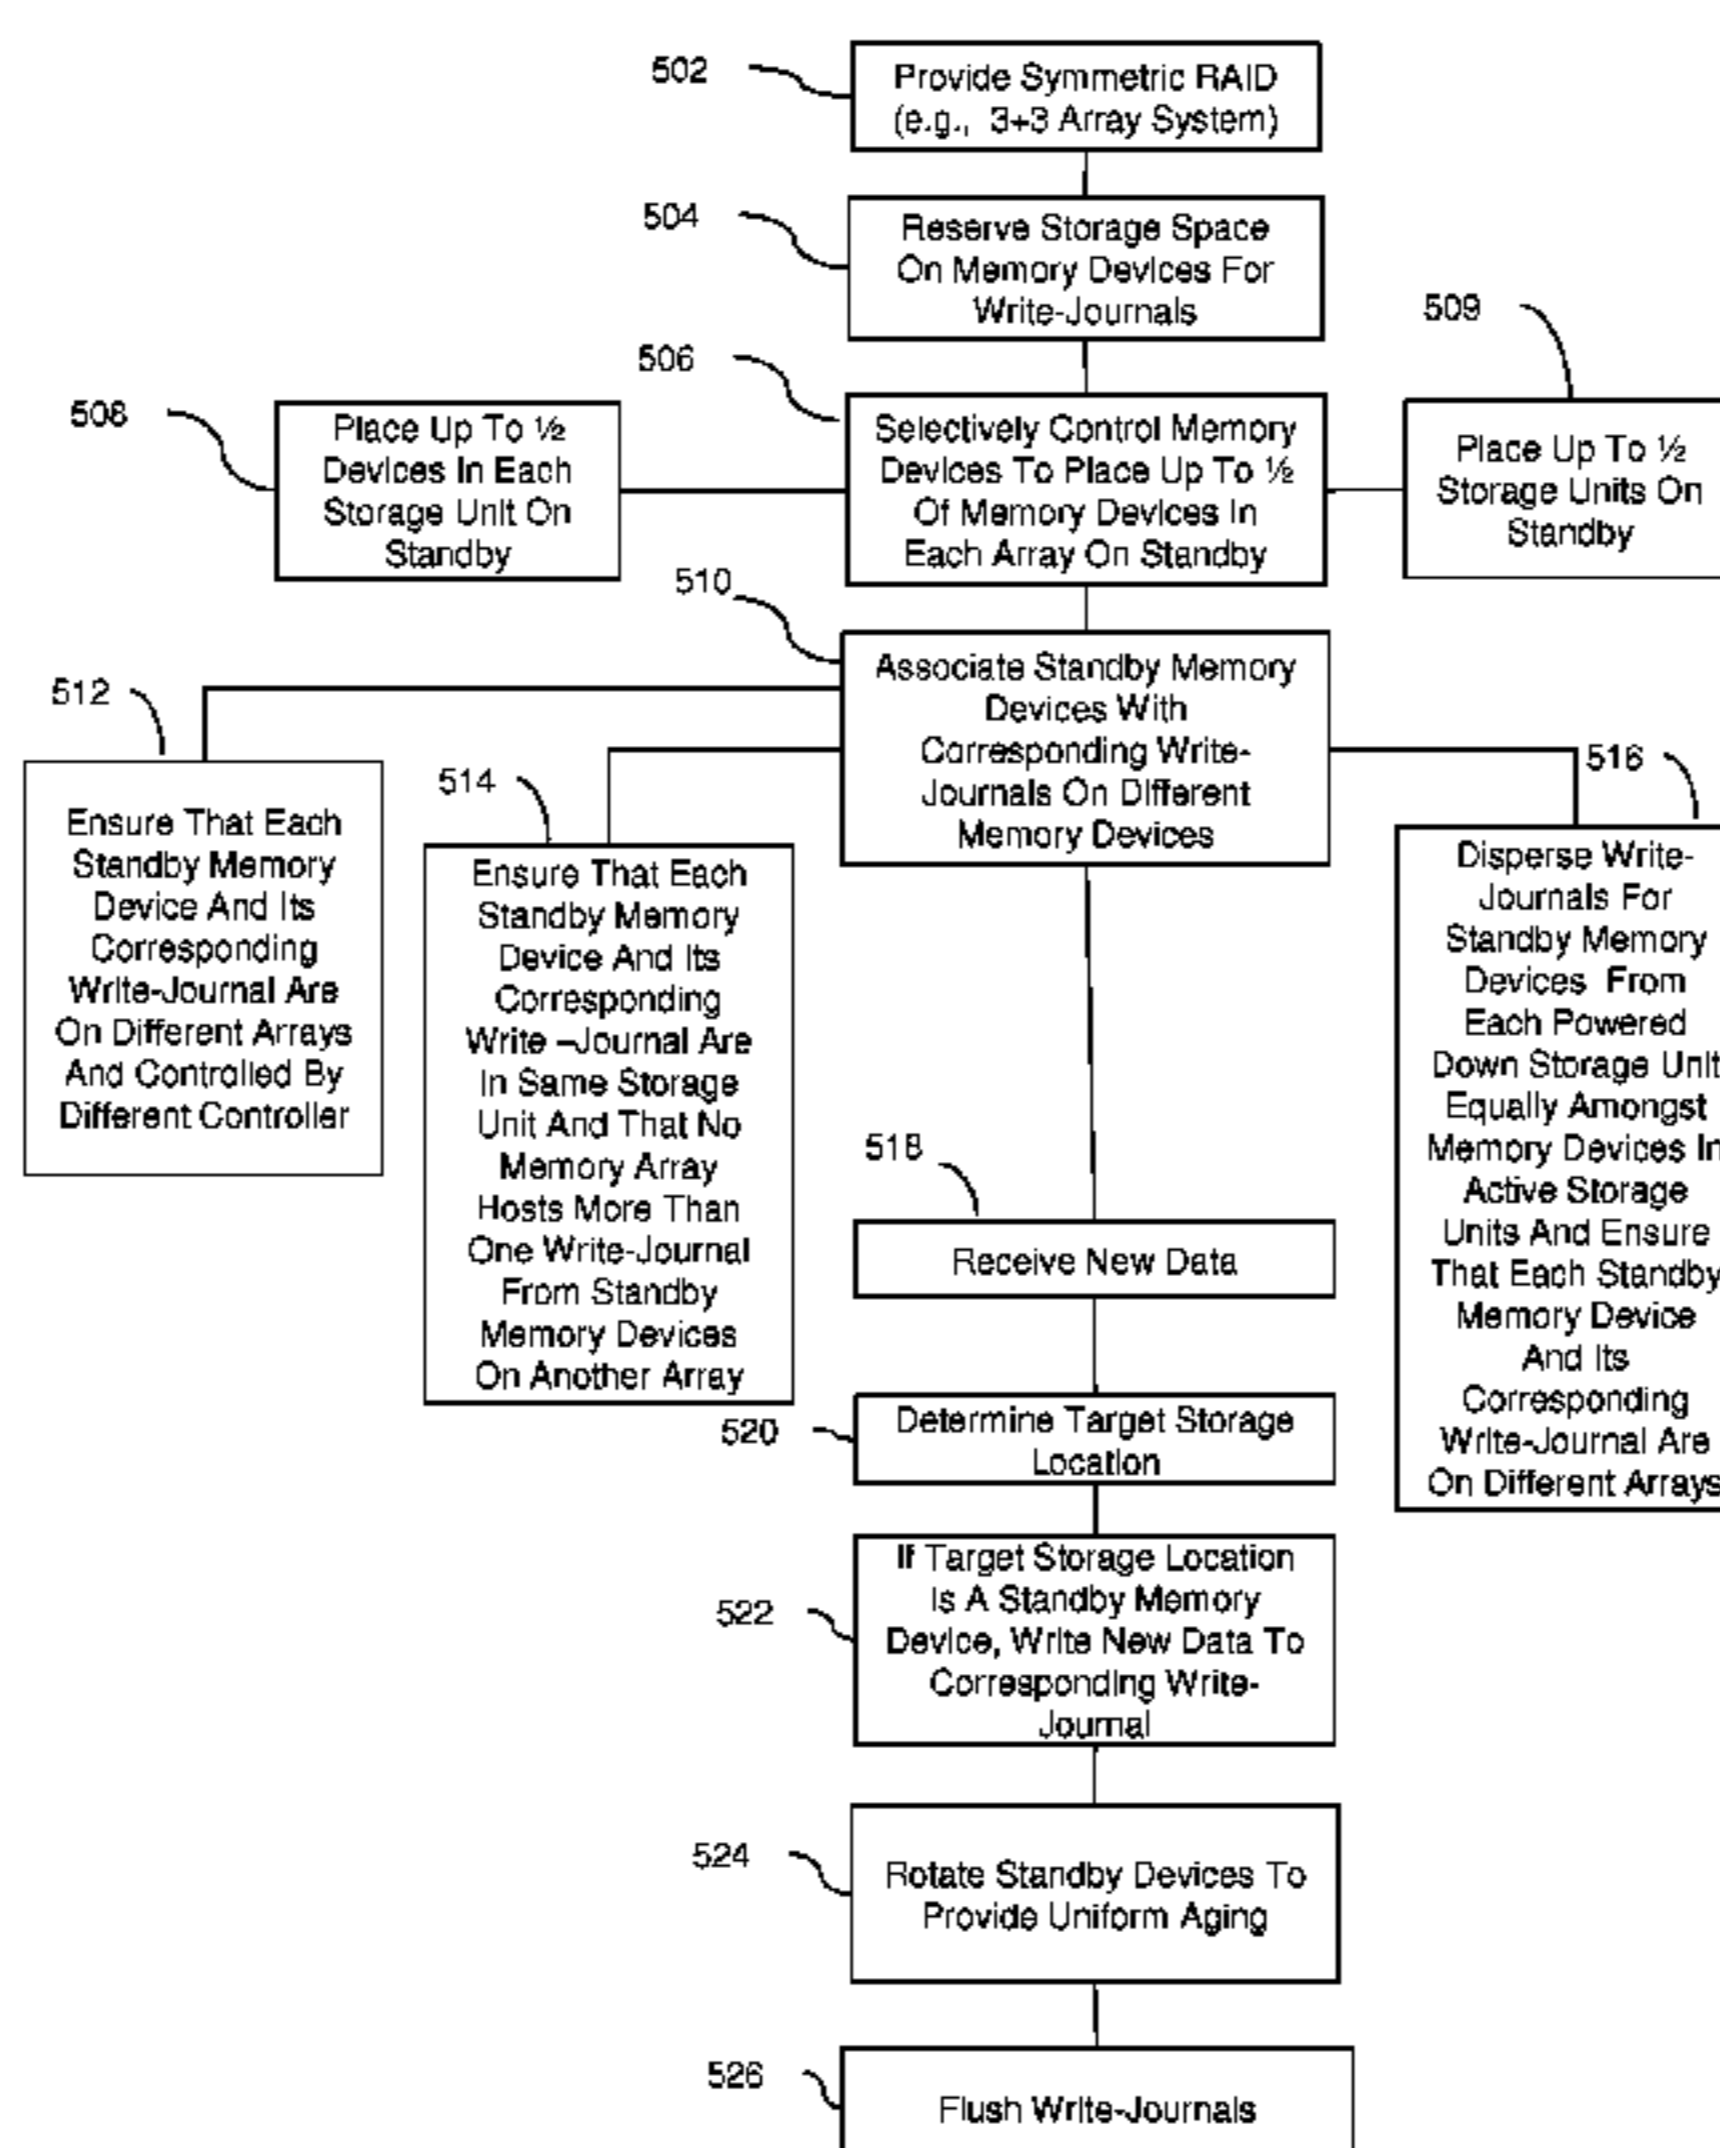 502
Provide Symmetric RAID
(e.g., 3+3 Array System)
504
Reserve Storage Space
On Memory Devices For
Write-Journals
506
Selectively Control Memory
Devices To Place Up To ½
Of Memory Devices In
Each Array On Standby
508
Place Up To ½
Devices In Each
Storage Unit On
Standby
509
Place Up To ½
Storage Units On
Standby
510
Associate Standby Memory
Devices With
Corresponding Write-
Journals On Different
Memory Devices
512
Ensure That Each
Standby Memory
Device And Its
Corresponding
Write-Journal Are
On Different Arrays
And Controlled By
Different Controller
514
Ensure That Each
Standby Memory
Device And Its
Corresponding
Write –Journal Are
In Same Storage
Unit And That No
Memory Array
Hosts More Than
One Write-Journal
From Standby
Memory Devices
On Another Array
516
Disperse Write-
Journals For
Standby Memory
Devices From
Each Powered
Down Storage Unit
Equally Amongst
Memory Devices In
Active Storage
Units And Ensure
That Each Standby
Memory Device
And Its
Corresponding
Write-Journal Are
On Different Arrays
518
Receive New Data
520
Determine Target Storage
Location
522
If Target Storage Location
Is A Standby Memory
Device, Write New Data To
Corresponding Write-
Journal
524
Rotate Standby Devices To
Provide Uniform Aging
526
Flush Write-Journals